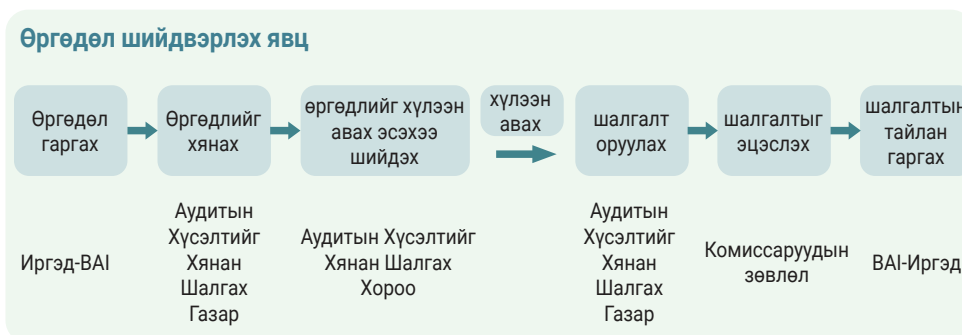 Өргөдөл шийдвэрлэх явц
Өргөдөл
гаргах
Өргөдлийг
хянах
өргөдлийг хүлээн
авах эсэхээ
шийдэх
хүлээн
авах
шалгалт
оруулах
шалгалтыг
эцэслэх
шалгалтын
тайлан
гаргах
Иргэд-BAI
Аудитын
Хүсэлтийг
Хянан
Шалгах
Газар
Аудитын Хүсэлтийг
Хянан Шалгах
Хороо
Аудитын
Хүсэлтийг
Хянан
Шалгах
Газар
Комиссаруудын
зөвлөл
BAI-Иргэд